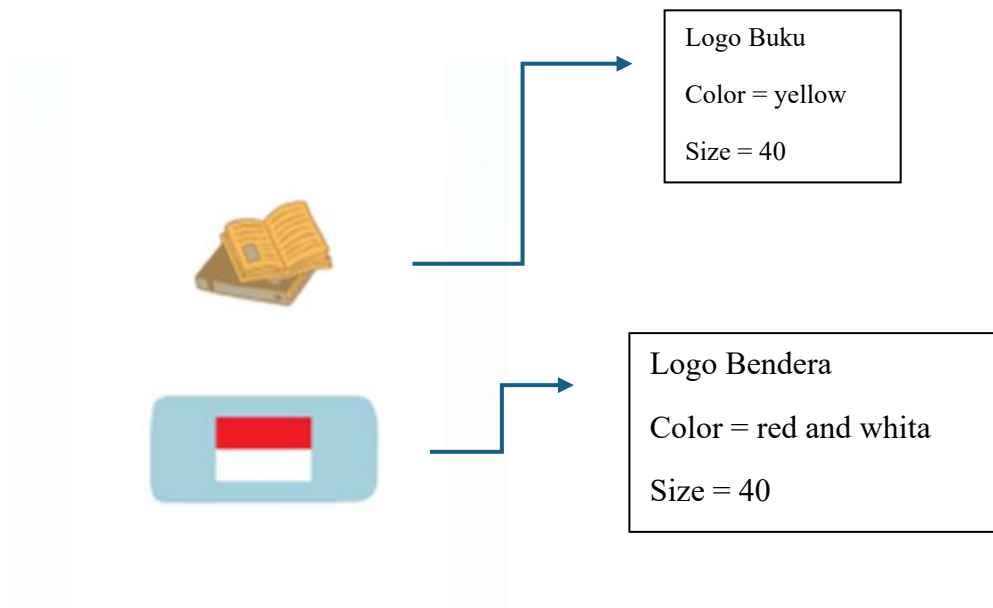 Logo Buku
Color = yellow
Size = 40
Logo Bendera
Color = red and whita
Size = 40